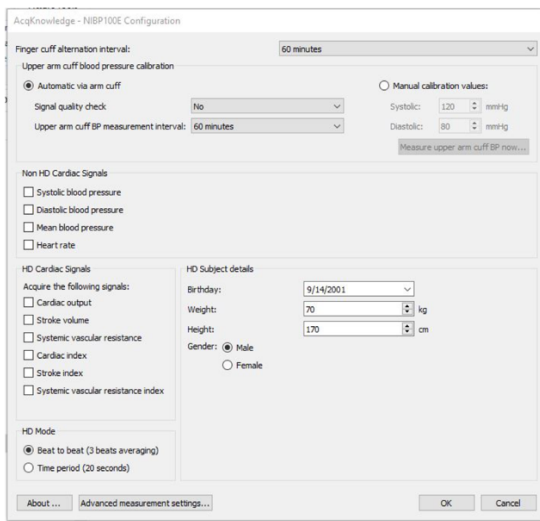 AcqKnowledge - NIBP100E Configuration
Finger cuff alternation interval: 60 minutes
Upper arm cuff blood pressure calibration
Automatic via arm cuff Manual calibration values:
Signal quality check No Systolic: 120 mmHg
Upper arm cuff BP measurement interval: 60 minutes Diastolic: 80 mmHg
Measure upper arm cuff BP now...
Non HD Cardiac Signals
Systolic blood pressure
Diastolic blood pressure
Mean blood pressure
Heart rate
HD Cardiac Signals
Acquire the following signals:
Cardiac output
Stroke volume
Systemic vascular resistance
Cardiac index
Stroke index
Systemic vascular resistance index
HD Subject details
Birthday: 9/14/2001
Weight: 70 kg
Height: 170 cm
Gender: Male
Female
HD Mode
Beat to beat (3 beats averaging)
Time period (20 seconds)
About ... Advanced measurement settings... OK Cancel